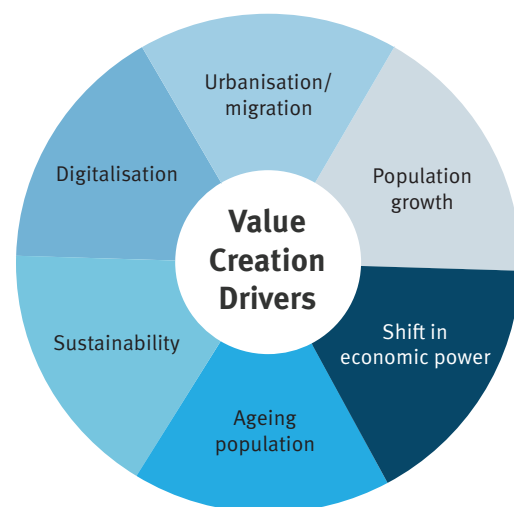 Urbanisation/
migration
Digitalisation
Population
growth
Value
Creation
Drivers
Sustainability
Shift in
economic power
Ageing
population